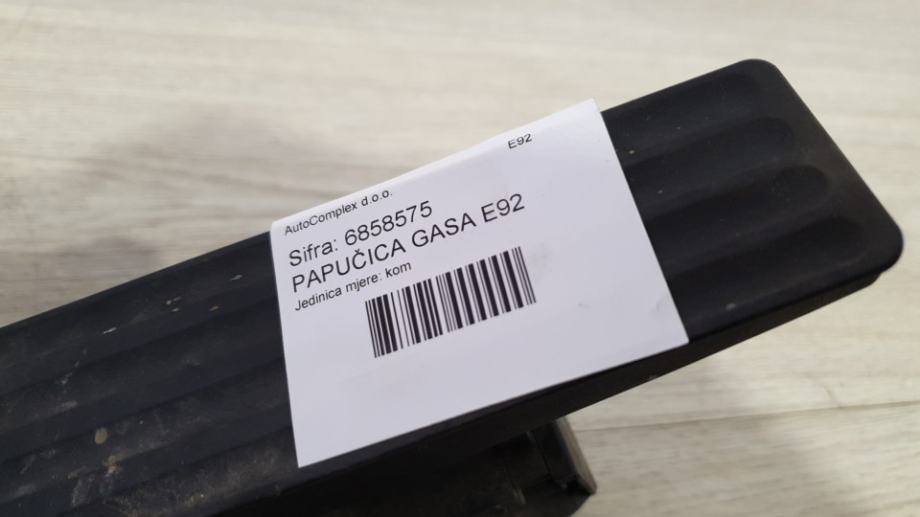 E92
AutoComplex d.o.o.
Sifra: 6858575
PAPUČICA GASA E92
Jedinica mjere: kom